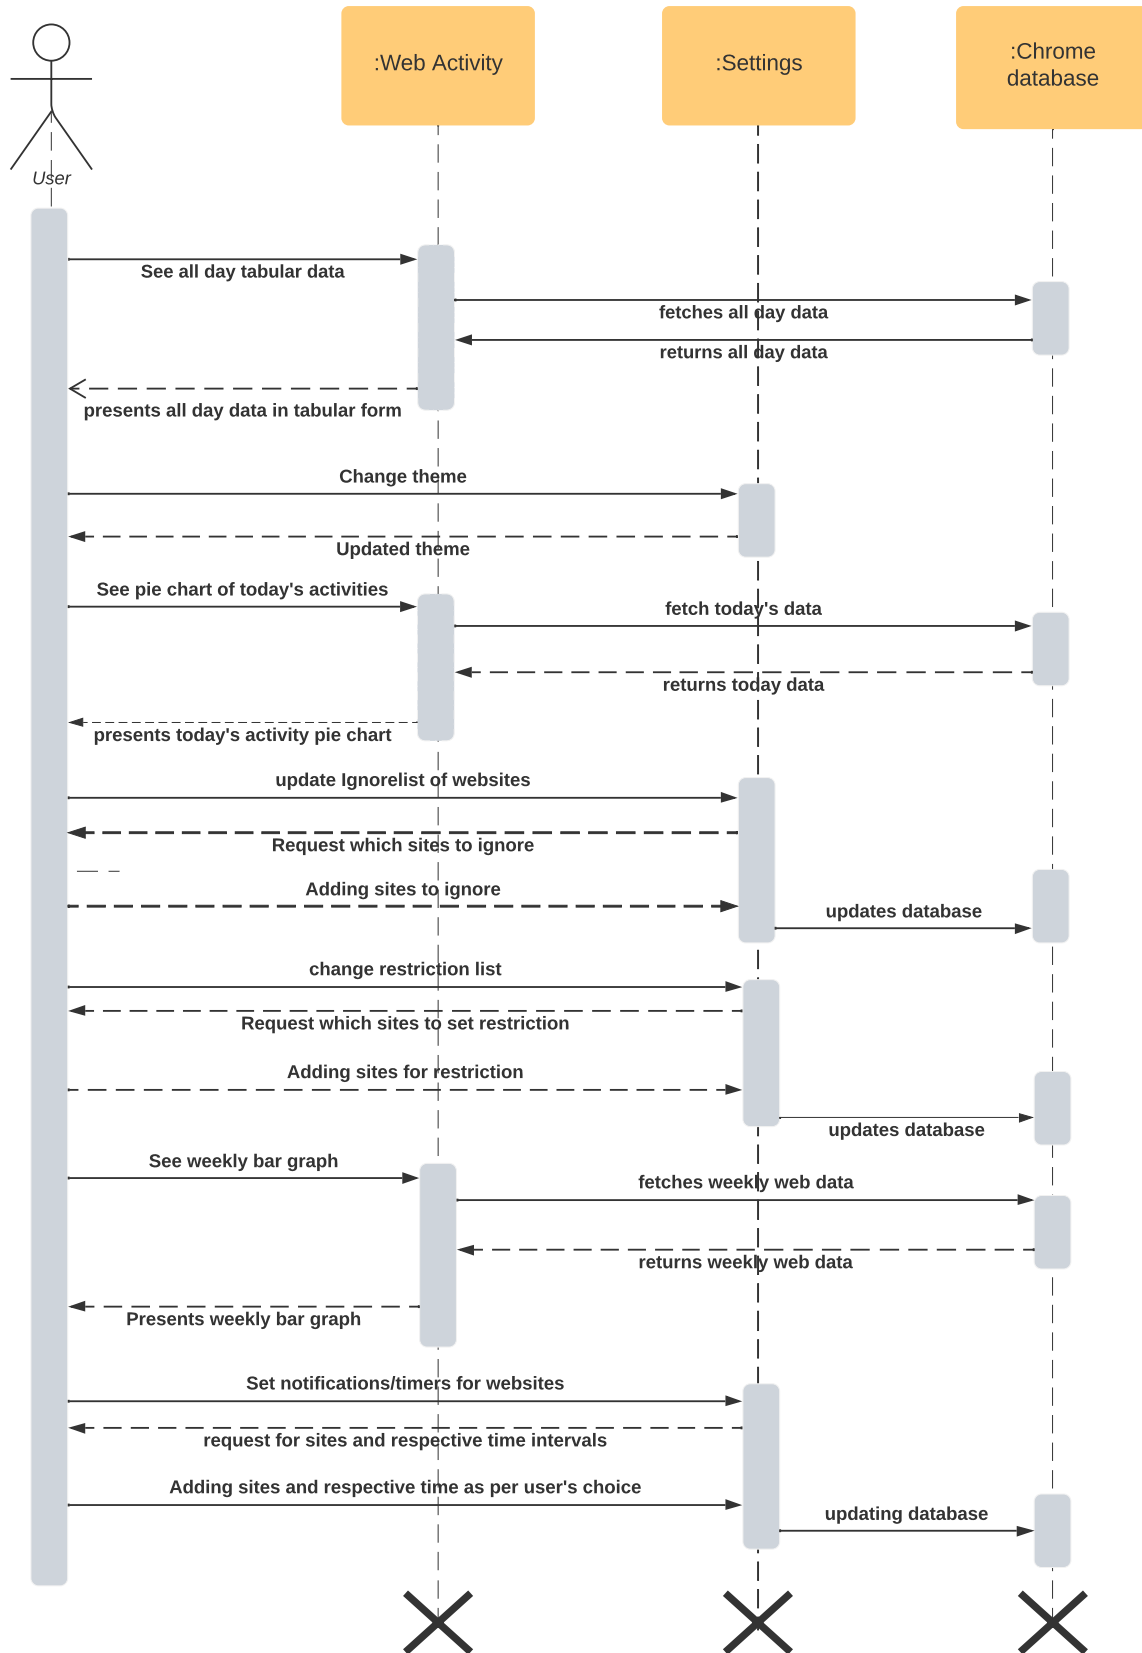 :Web Activity
:Settings
:Chrome
database
User
See all day tabular data
fetches all day data
returns all day data
presents all day data in tabular form
Change theme
Updated theme
See pie chart of today's activities
fetch today's data
returns today data
presents today's activity pie chart
update Ignorelist of websites
Request which sites to ignore
Adding sites to ignore
updates database
change restriction list
Request which sites to set restriction
Adding sites for restriction
updates database
See weekly bar graph
fetches weekly web data
returns weekly web data
Presents weekly bar graph
Set notifications/timers for websites
request for sites and respective time intervals
Adding sites and respective time as per user's choice
updating database